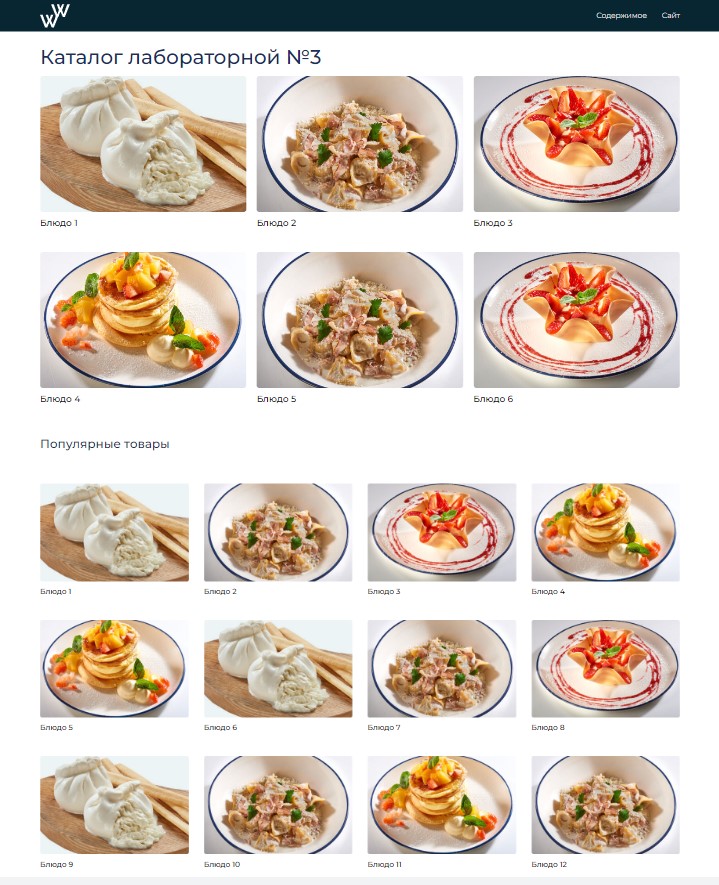 W
Содержимое Сайт
Каталог лабораторной №3
Блюдо 1 Блюдо 2 Блюдо 3
Блюдо 4 Блюдо 5 Блюдо 6
Популярные товары
Блюдо 1 Блюдо 2 Блюдо 3 Блюдо 4
Блюдо 5 Блюдо 6 Блюдо 7 Блюдо 8
Блюдо 9 Блюдо 10 Блюдо 11 Блюдо 12